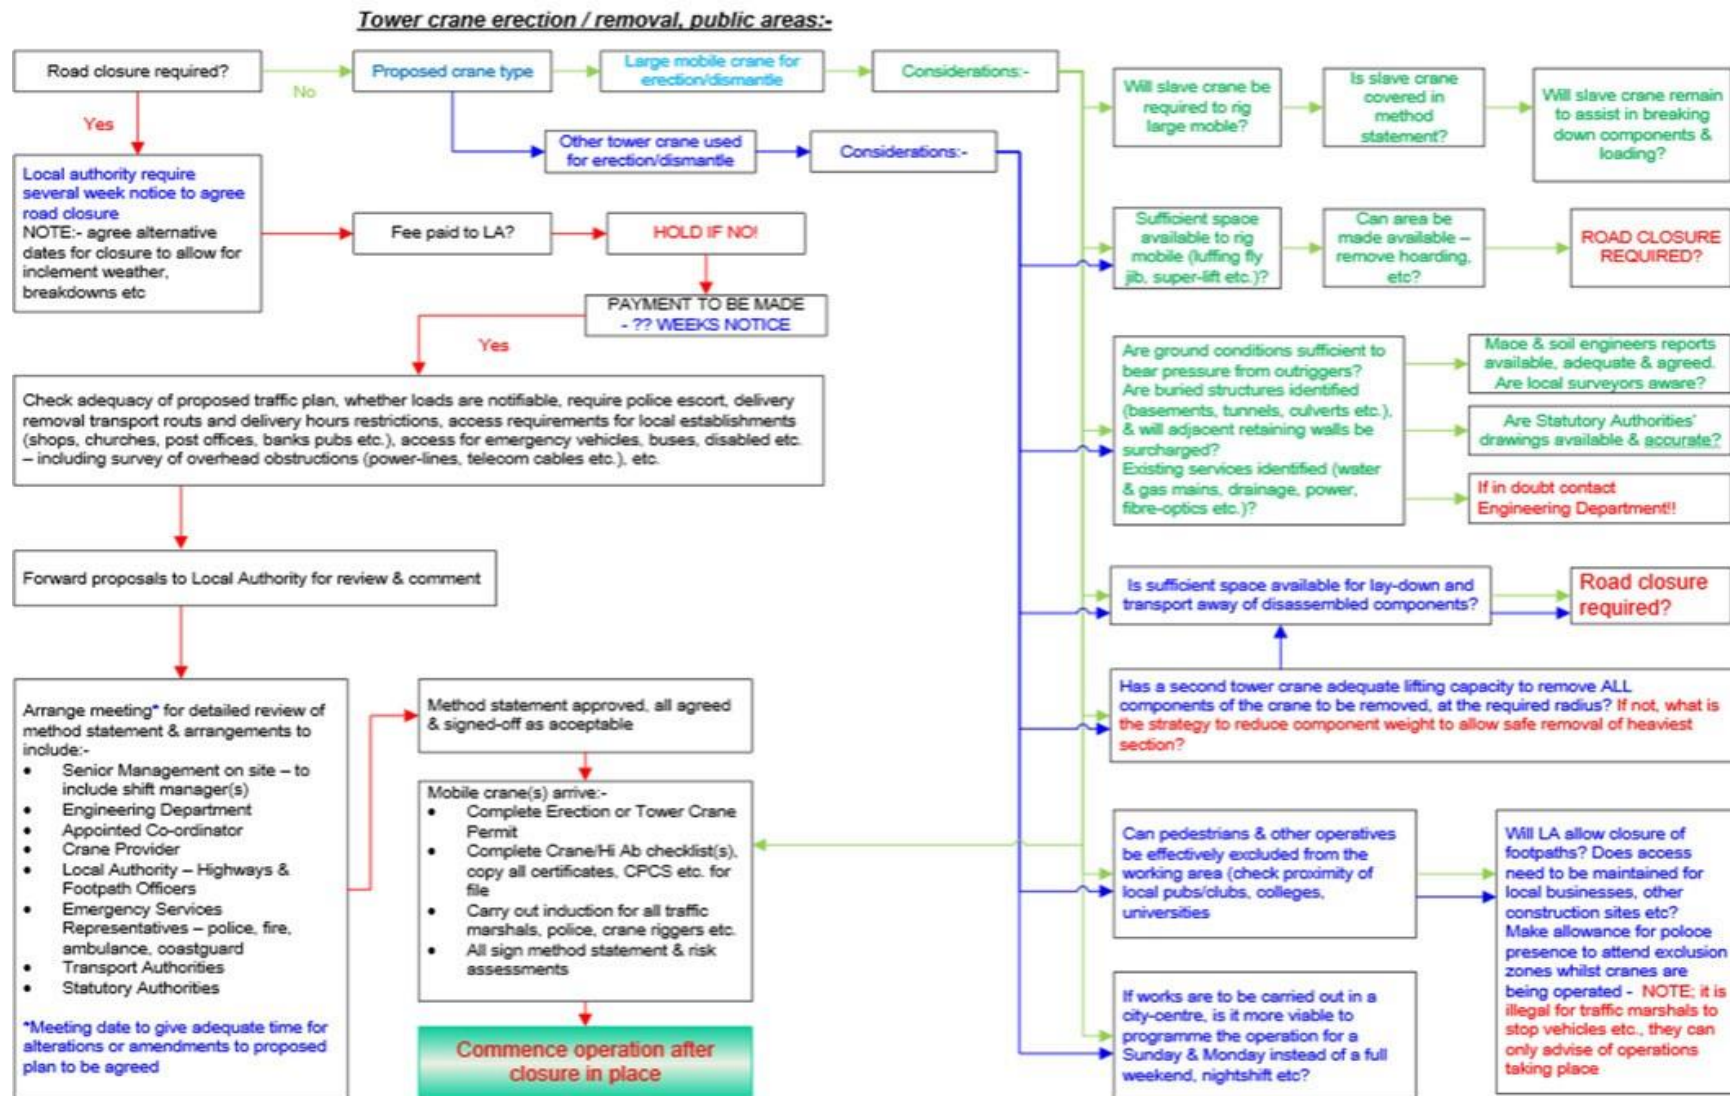 Tower crane erection / removal, public areas:-
Road closure required?
No
Yes
Proposed crane type
Large mobile crane for
erection/dismantle
Considerations:-
Other tower crane used
for erection/dismantle
Considerations:-
Local authority require
several week notice to agree
road closure
NOTE:- agree alternative
dates for closure to allow for
inclement weather,
breakdowns etc
Fee paid to LA?
HOLD IF NO!
PAYMENT TO BE MADE
- ?? WEEKS NOTICE
Yes
Check adequacy of proposed traffic plan, whether loads are notifiable, require police escort, delivery
removal transport routs and delivery hours restrictions, access requirements for local establishments
(shops, churches, post offices, banks pubs etc.), access for emergency vehicles, buses, disabled etc.
– including survey of overhead obstructions (power-lines, telecom cables etc.), etc.
Forward proposals to Local Authority for review & comment
Arrange meeting* for detailed review of
method statement & arrangements to
include:-
• Senior Management on site – to
include shift manager(s)
• Engineering Department
• Appointed Co-ordinator
• Crane Provider
• Local Authority – Highways &
Footpath Officers
• Emergency Services
Representatives – police, fire,
ambulance, coastguard
• Transport Authorities
• Statutory Authorities
*Meeting date to give adequate time for
alterations or amendments to proposed
plan to be agreed
Method statement approved, all agreed
& signed-off as acceptable
Mobile crane(s) arrive:-
• Complete Erection or Tower Crane
Permit
• Complete Crane/Hi Ab checklist(s),
copy all certificates, CPCS etc. for
file
• Carry out induction for all traffic
marshals, police, crane riggers etc.
• All sign method statement & risk
assessments
Commence operation after
closure in place
Will slave crane be
required to rig
large moble?
Is slave crane
covered in
method
statement?
Will slave crane remain
to assist in breaking
down components &
loading?
Sufficient space
available to rig
mobile (luffing fly
jib, super-lift etc.)?
Can area be
made available –
remove hoarding,
etc?
ROAD CLOSURE
REQUIRED?
Are ground conditions sufficient to
bear pressure from outriggers?
Are buried structures identified
(basements, tunnels, culverts etc.),
& will adjacent retaining walls be
surcharged?
Existing services identified (water
& gas mains, drainage, power,
fibre-optics etc.)?
Mace & soil engineers reports
available, adequate & agreed.
Are local surveyors aware?
Are Statutory Authorities'
drawings available & accurate?
If in doubt contact
Engineering Department!!
Is sufficient space available for lay-down and
transport away of disassembled components?
Road closure
required?
Has a second tower crane adequate lifting capacity to remove ALL
components of the crane to be removed, at the required radius? If not, what is
the strategy to reduce component weight to allow safe removal of heaviest
section?
Can pedestrians & other operatives
be effectively excluded from the
working area (check proximity of
local pubs/clubs, colleges,
universities
Will LA allow closure of
footpaths? Does access
need to be maintained for
local businesses, other
construction sites etc?
Make allowance for poloce
presence to attend exclusion
zones whilst cranes are
being operated - NOTE; it is
illegal for traffic marshals to
stop vehicles etc., they can
only advise of operations
taking place
If works are to be carried out in a
city-centre, is it more viable to
programme the operation for a
Sunday & Monday instead of a full
weekend, nightshift etc?